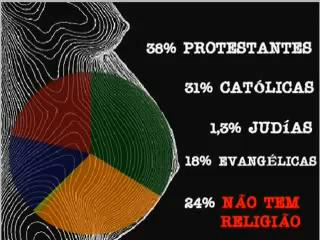 38% PROTESTANTES
31% CATÓLICAS
1,3% JUDÍAS
18% EVANGÉLICAS
24% NÃO TEM
RELIGIÃO